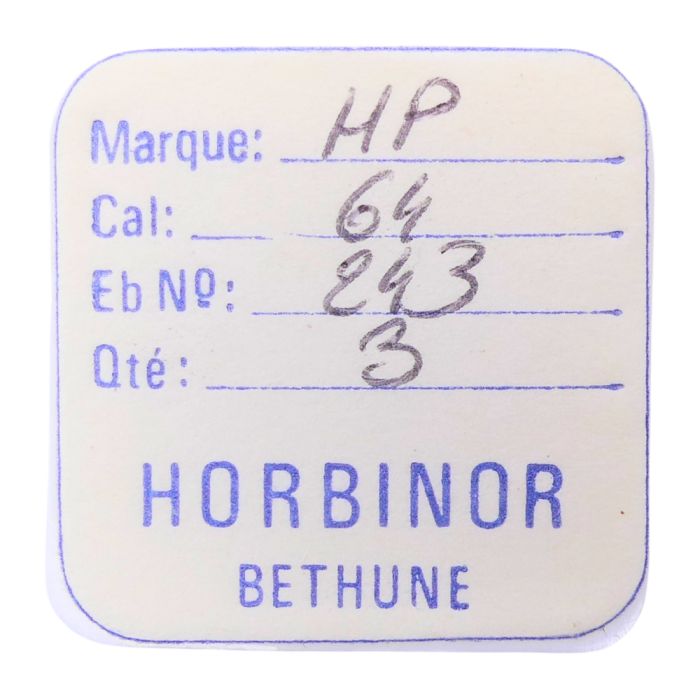 Marque: HP
Cal: 64
Eb Nº: 243
Qté: 3
HORBINOR
BETHUNE